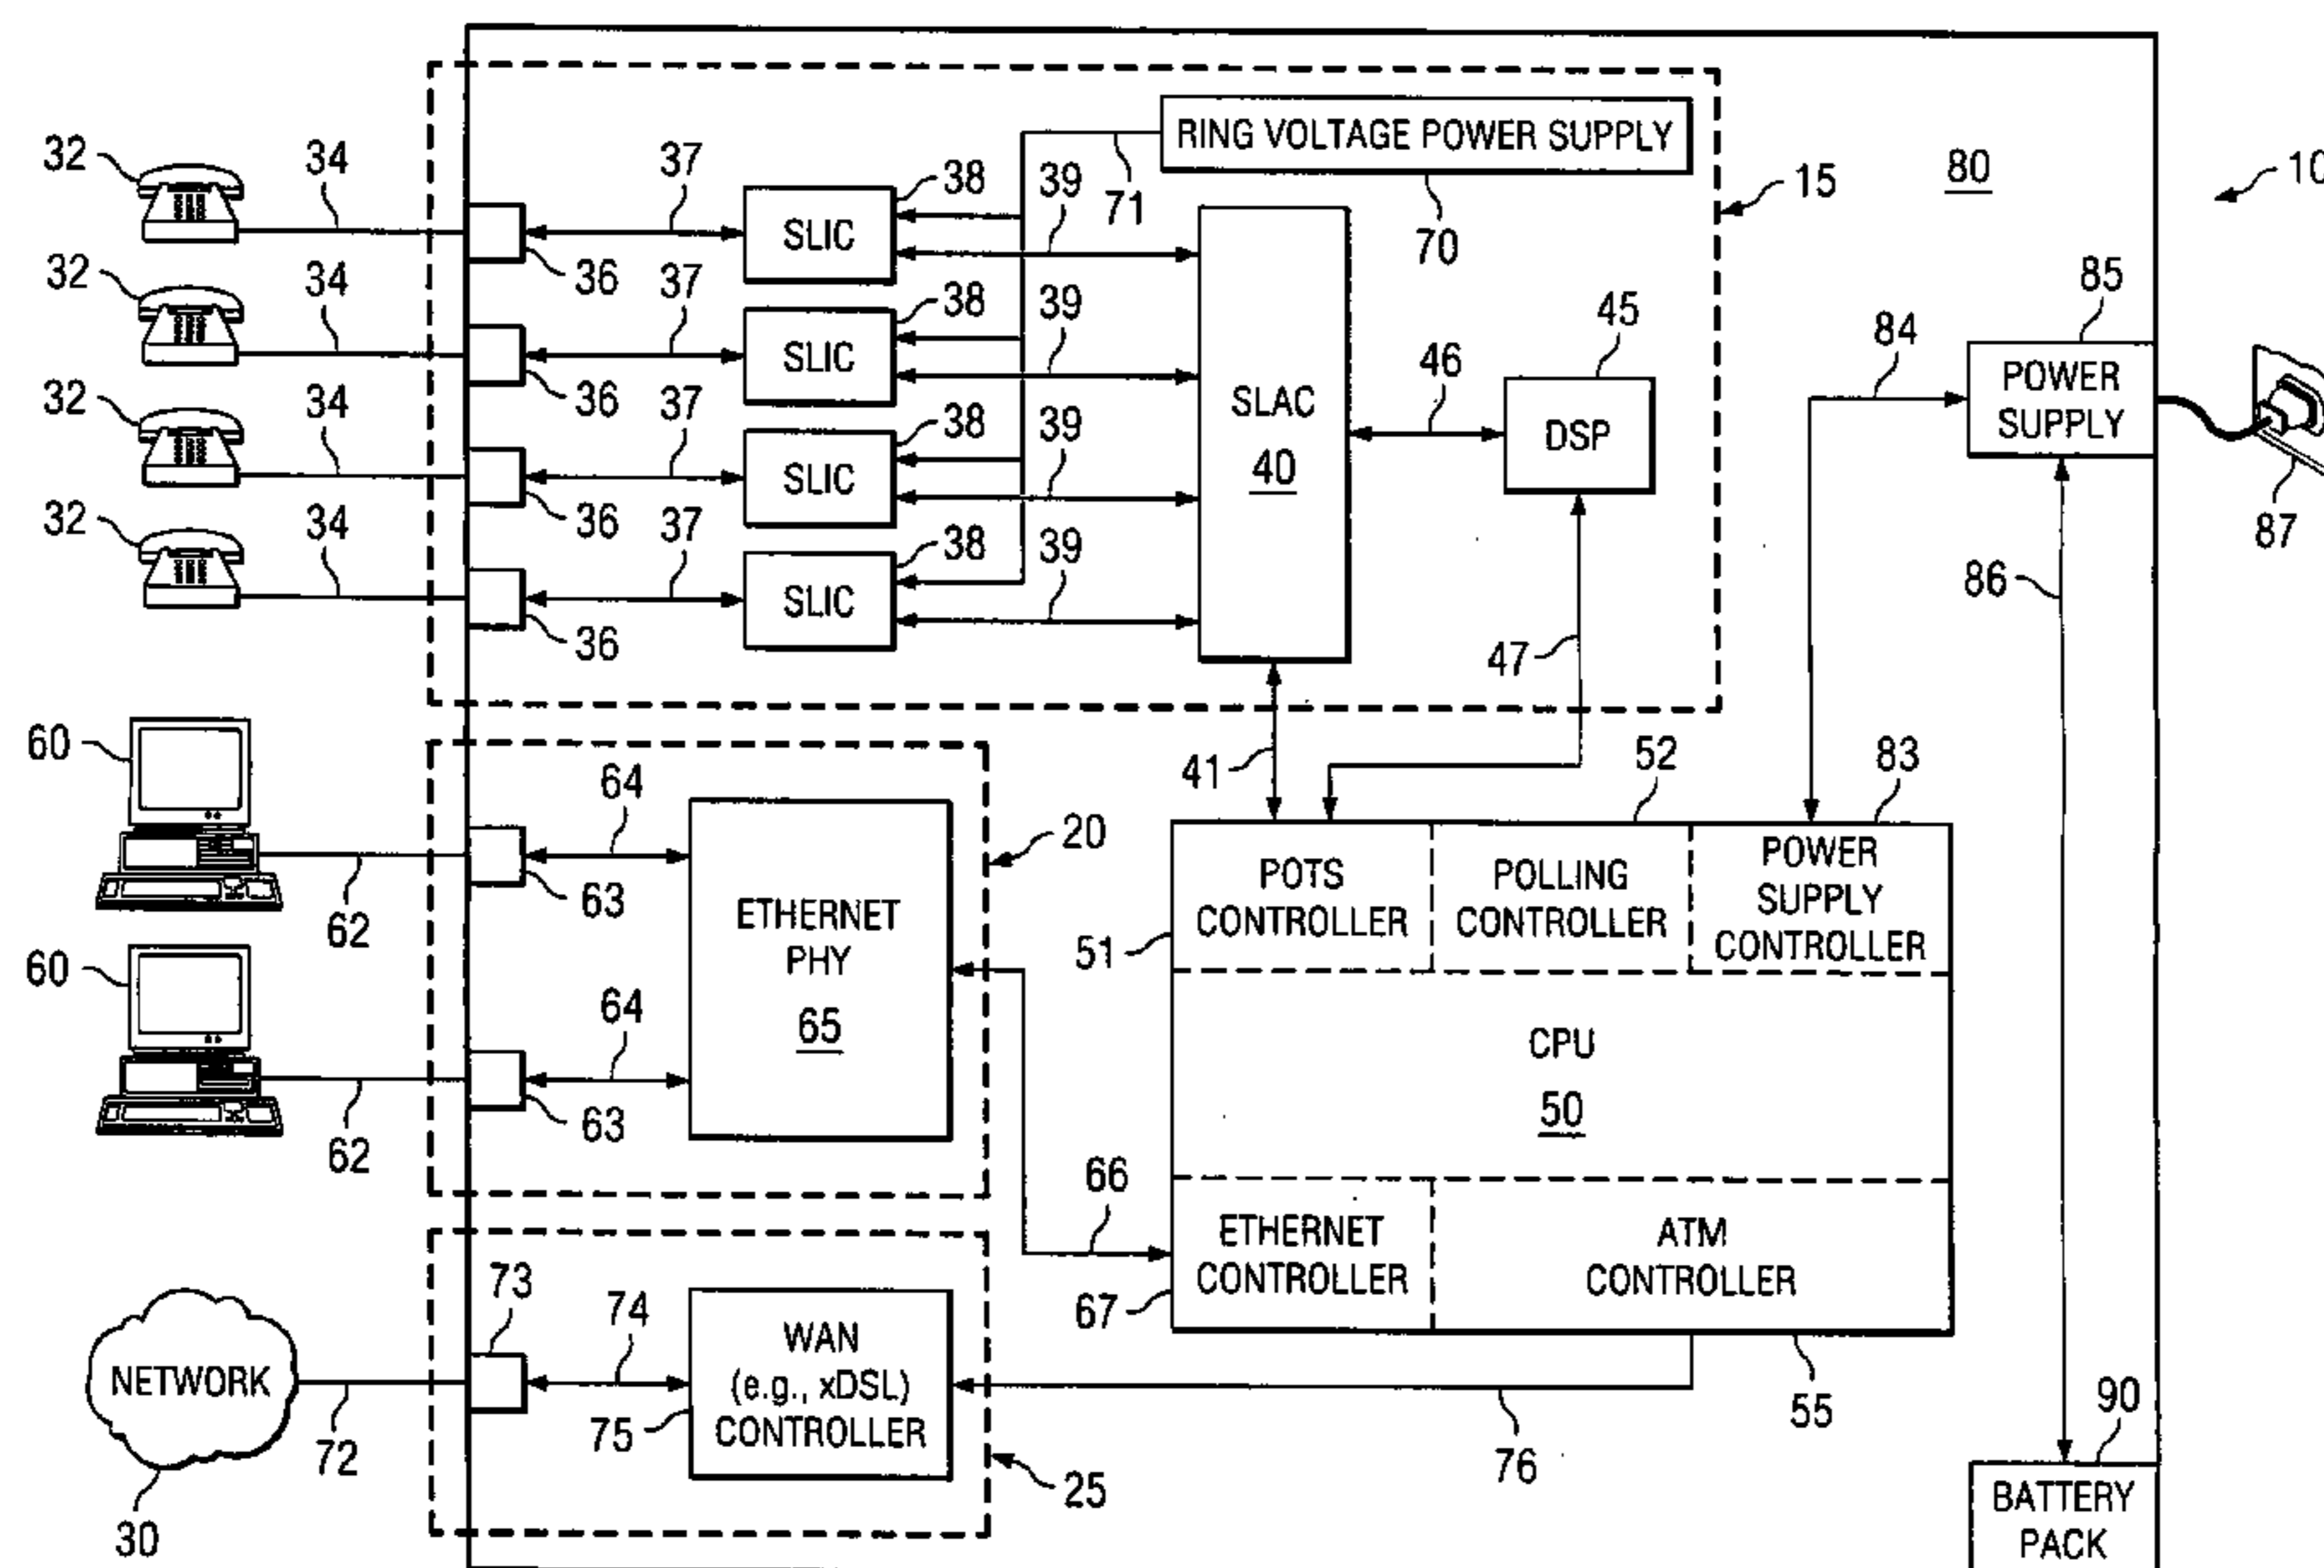 RING VOLTAGE POWER SUPPLY
70
71
15
80
10
32
34
36
37
SLIC
38
39
32
34
36
37
SLIC
38
39
32
34
36
37
SLIC
38
39
32
34
36
37
SLIC
38
39
SLAC
40
46
45
DSP
47
41
85
POWER
SUPPLY
84
86
87
60
62
63
64
60
62
63
64
ETHERNET
PHY
65
20
66
52
83
POTS
CONTROLLER
51
POLLING
CONTROLLER
POWER
SUPPLY
CONTROLLER
CPU
50
ETHERNET
CONTROLLER
67
ATM
CONTROLLER
55
NETWORK
30
72
73
74
WAN
(e.g., xDSL)
CONTROLLER
75
25
76
90
BATTERY
PACK